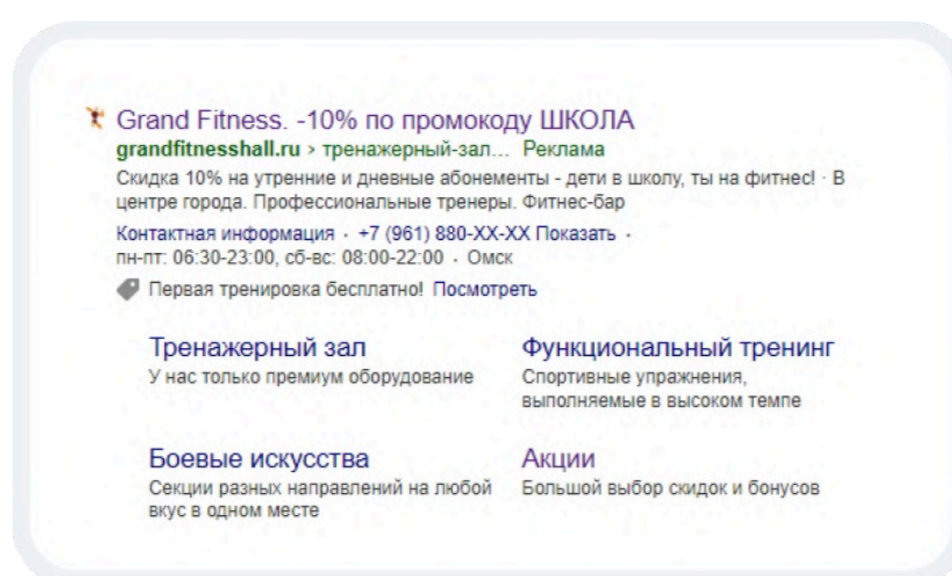 Grand Fitness. -10% по промокоду ШКОЛА
grandfitnesshall.ru › тренажерный-зал... Реклама
Скидка 10% на утренние и дневные абонементы - дети в школу, ты на фитнес! · В
центре города. Профессиональные тренеры. Фитнес-бар
Контактная информация · +7 (961) 880-XX-XX Показать ·
пн-пт: 06:30-23:00, сб-вс: 08:00-22:00 · Омск
Первая тренировка бесплатно! Посмотреть
Тренажерный зал
У нас только премиум оборудование
Функциональный тренинг
Спортивные упражнения,
выполняемые в высоком темпе
Боевые искусства
Секции разных направлений на любой
вкус в одном месте
Акции
Большой выбор скидок и бонусов